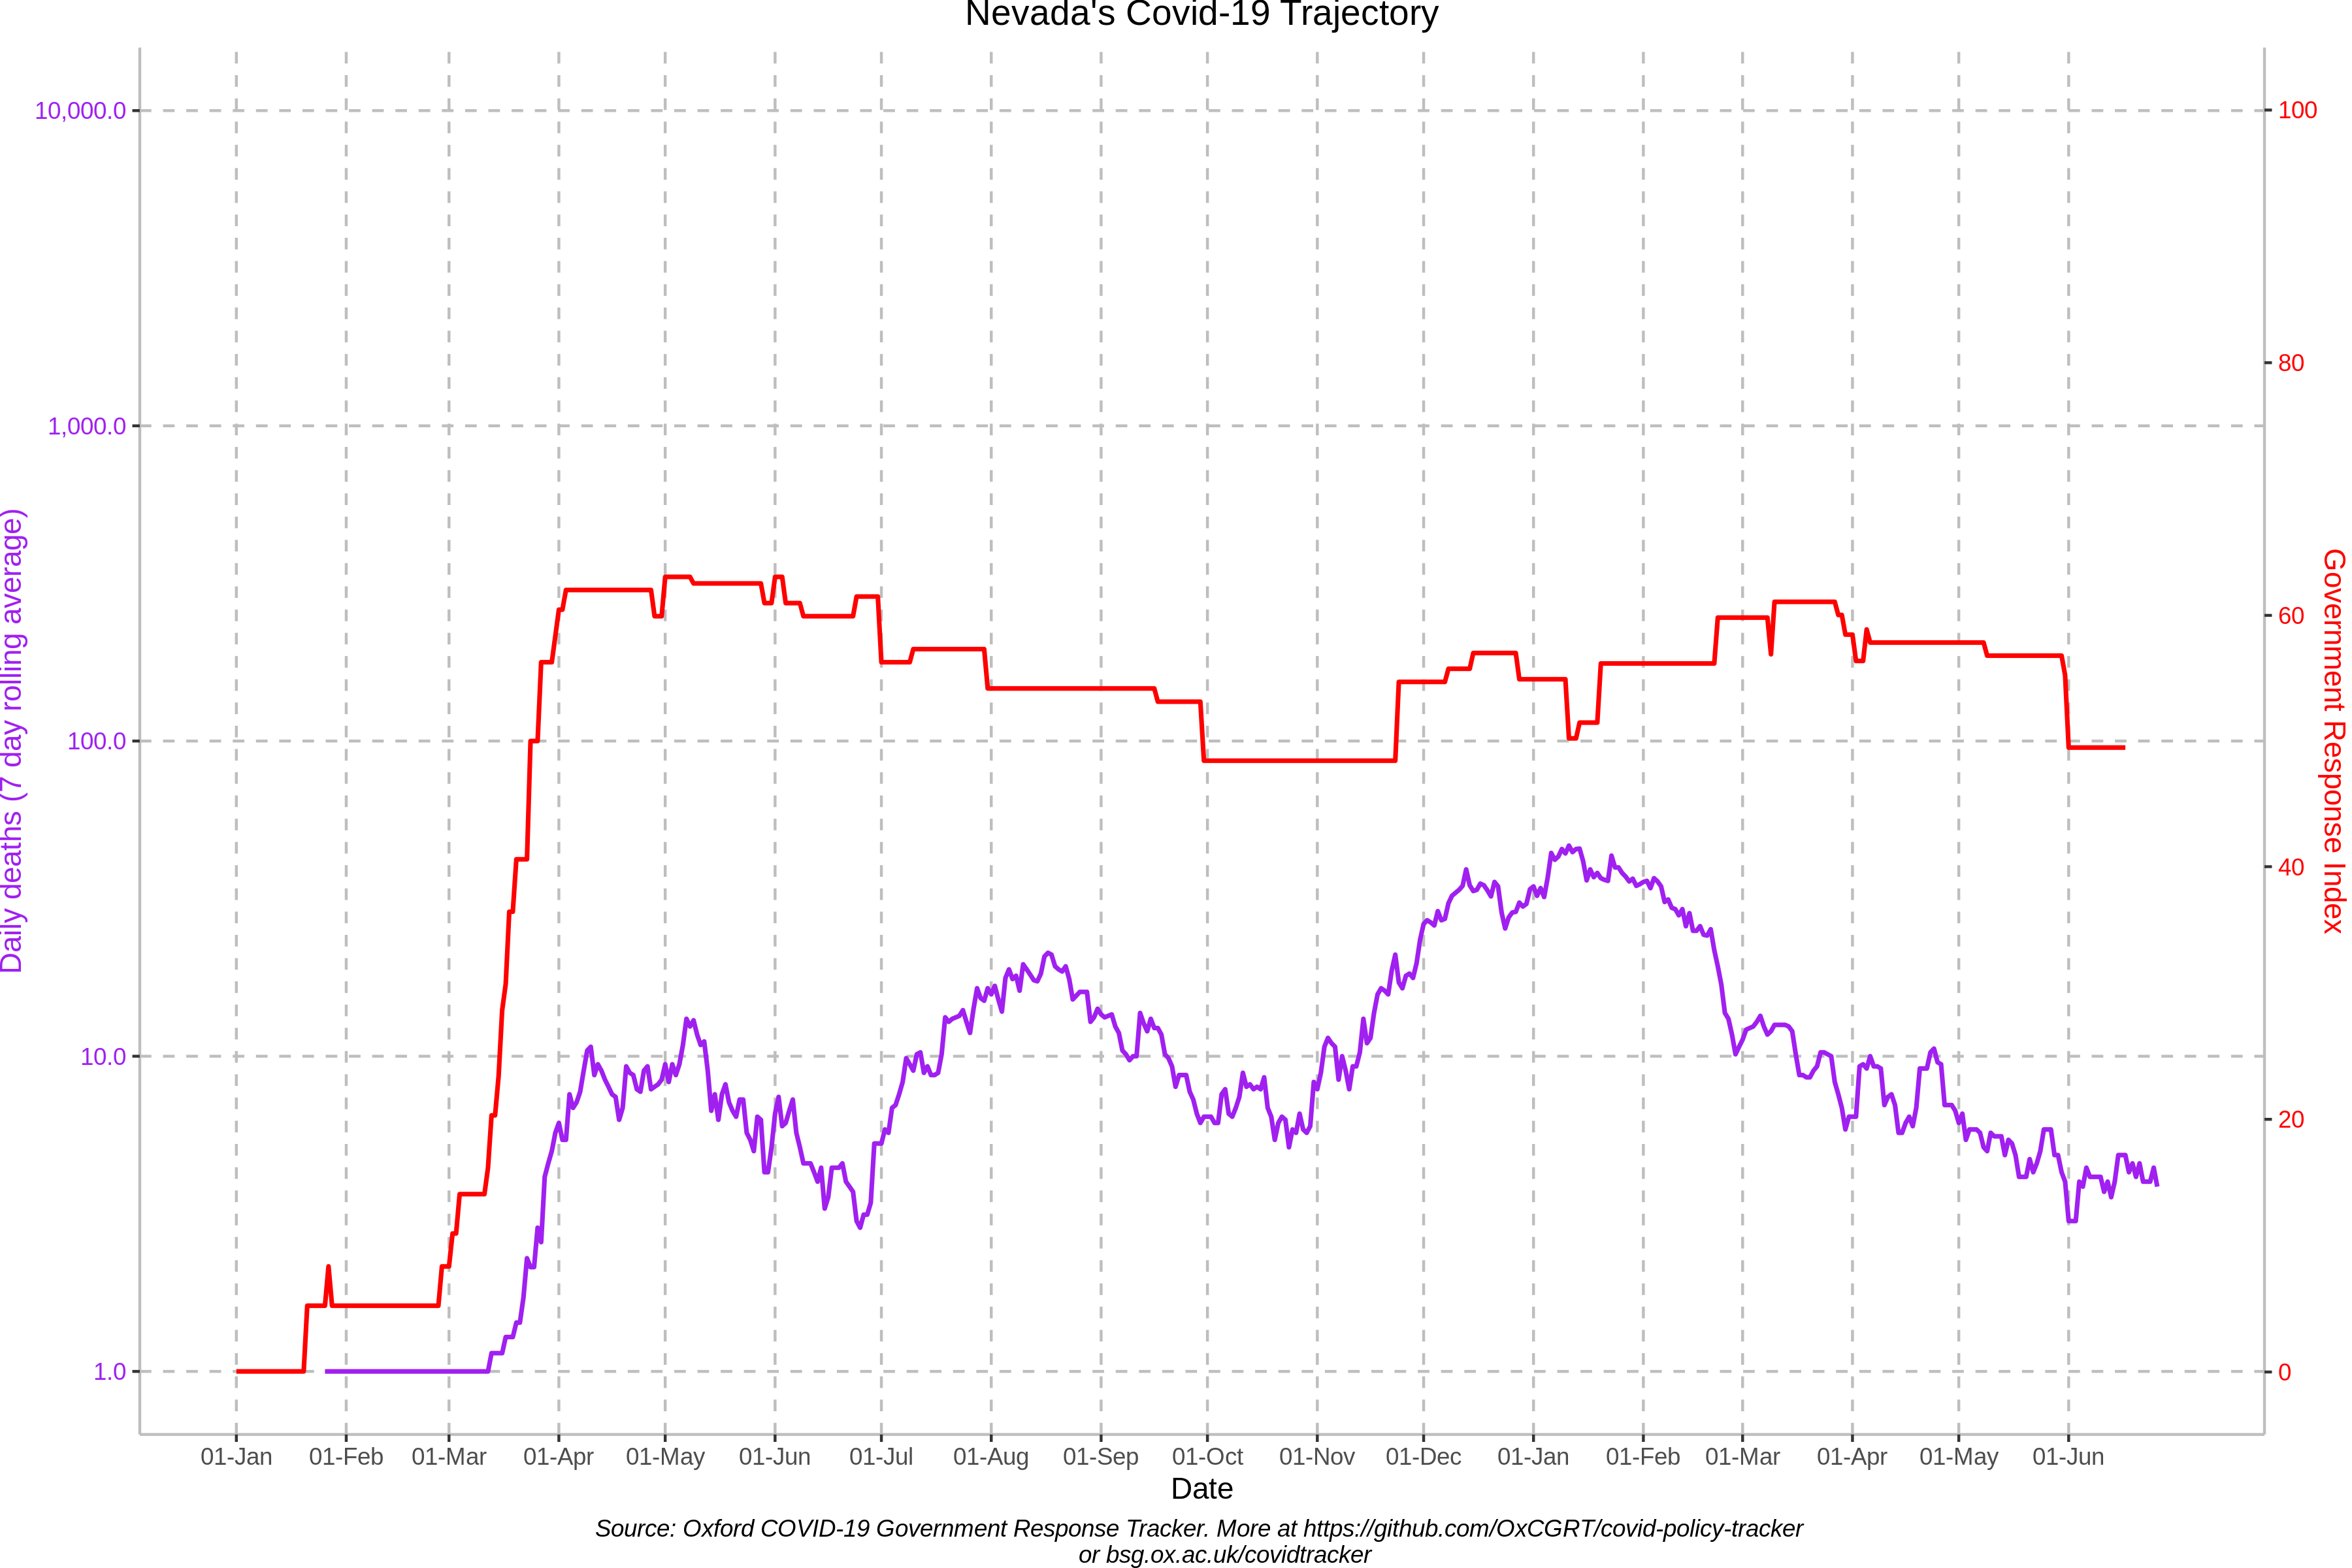 Nevada's Covid-19 Trajectory
10,000.0
1,000.0
100.0
10.0
1.0
Daily deaths (7 day rolling average)
100
80
60
40
20
0
Government Response Index
01-Jan 01-Feb 01-Mar 01-Apr 01-May 01-Jun 01-Jul 01-Aug 01-Sep 01-Oct 01-Nov 01-Dec 01-Jan 01-Feb 01-Mar 01-Apr 01-May 01-Jun
Date
Source: Oxford COVID-19 Government Response Tracker. More at https://github.com/OxCGRT/covid-policy-tracker
or bsg.ox.ac.uk/covidtracker